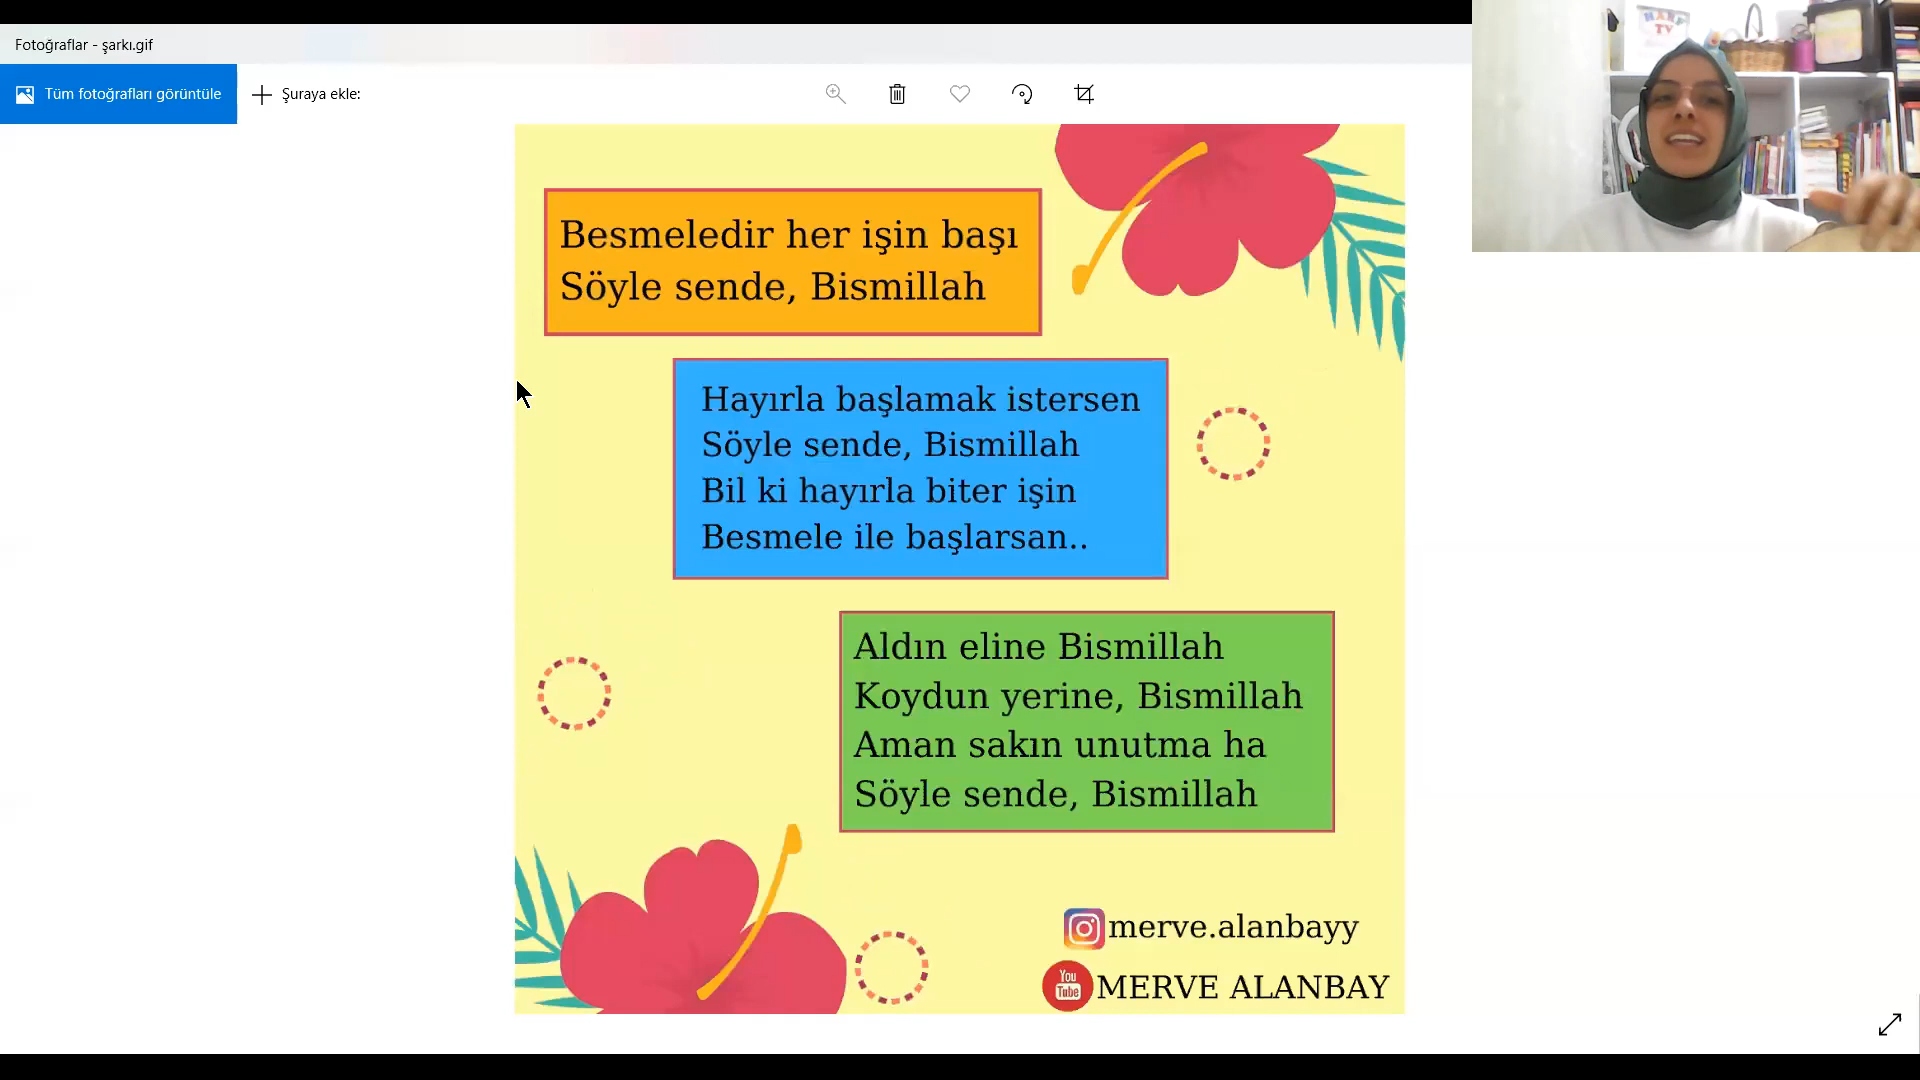 Fotoğraflar - şarkı.gif
Tüm fotoğrafları görüntüle
Şuraya ekle:
HARF
TV
Besmeledir her işin başı
Söyle sende, Bismillah
Hayırla başlamak istersen
Söyle sende, Bismillah
Bil ki hayırla biter işin
Besmele ile başlarsan..
Aldın eline Bismillah
Koydun yerine, Bismillah
Aman sakın unutma ha
Söyle sende, Bismillah
merve.alanbayy
You
Tube
MERVE ALANBAY